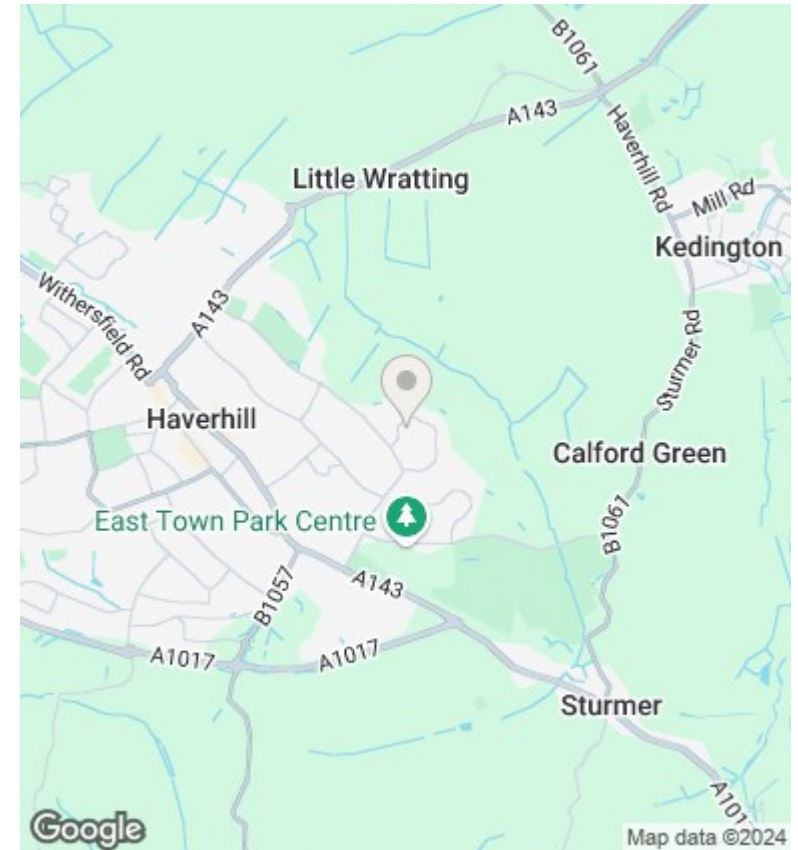 B1061
A143
Haverhill Rd
Little Wratting
Mill Rd
Kedington
Withersfield Rd
A143
Sturmer Rd
Haverhill
Calford Green
East Town Park Centre
B1061
A143
B1057
A1017
A1017
Sturmer
A1017
Google
Map data ©2024